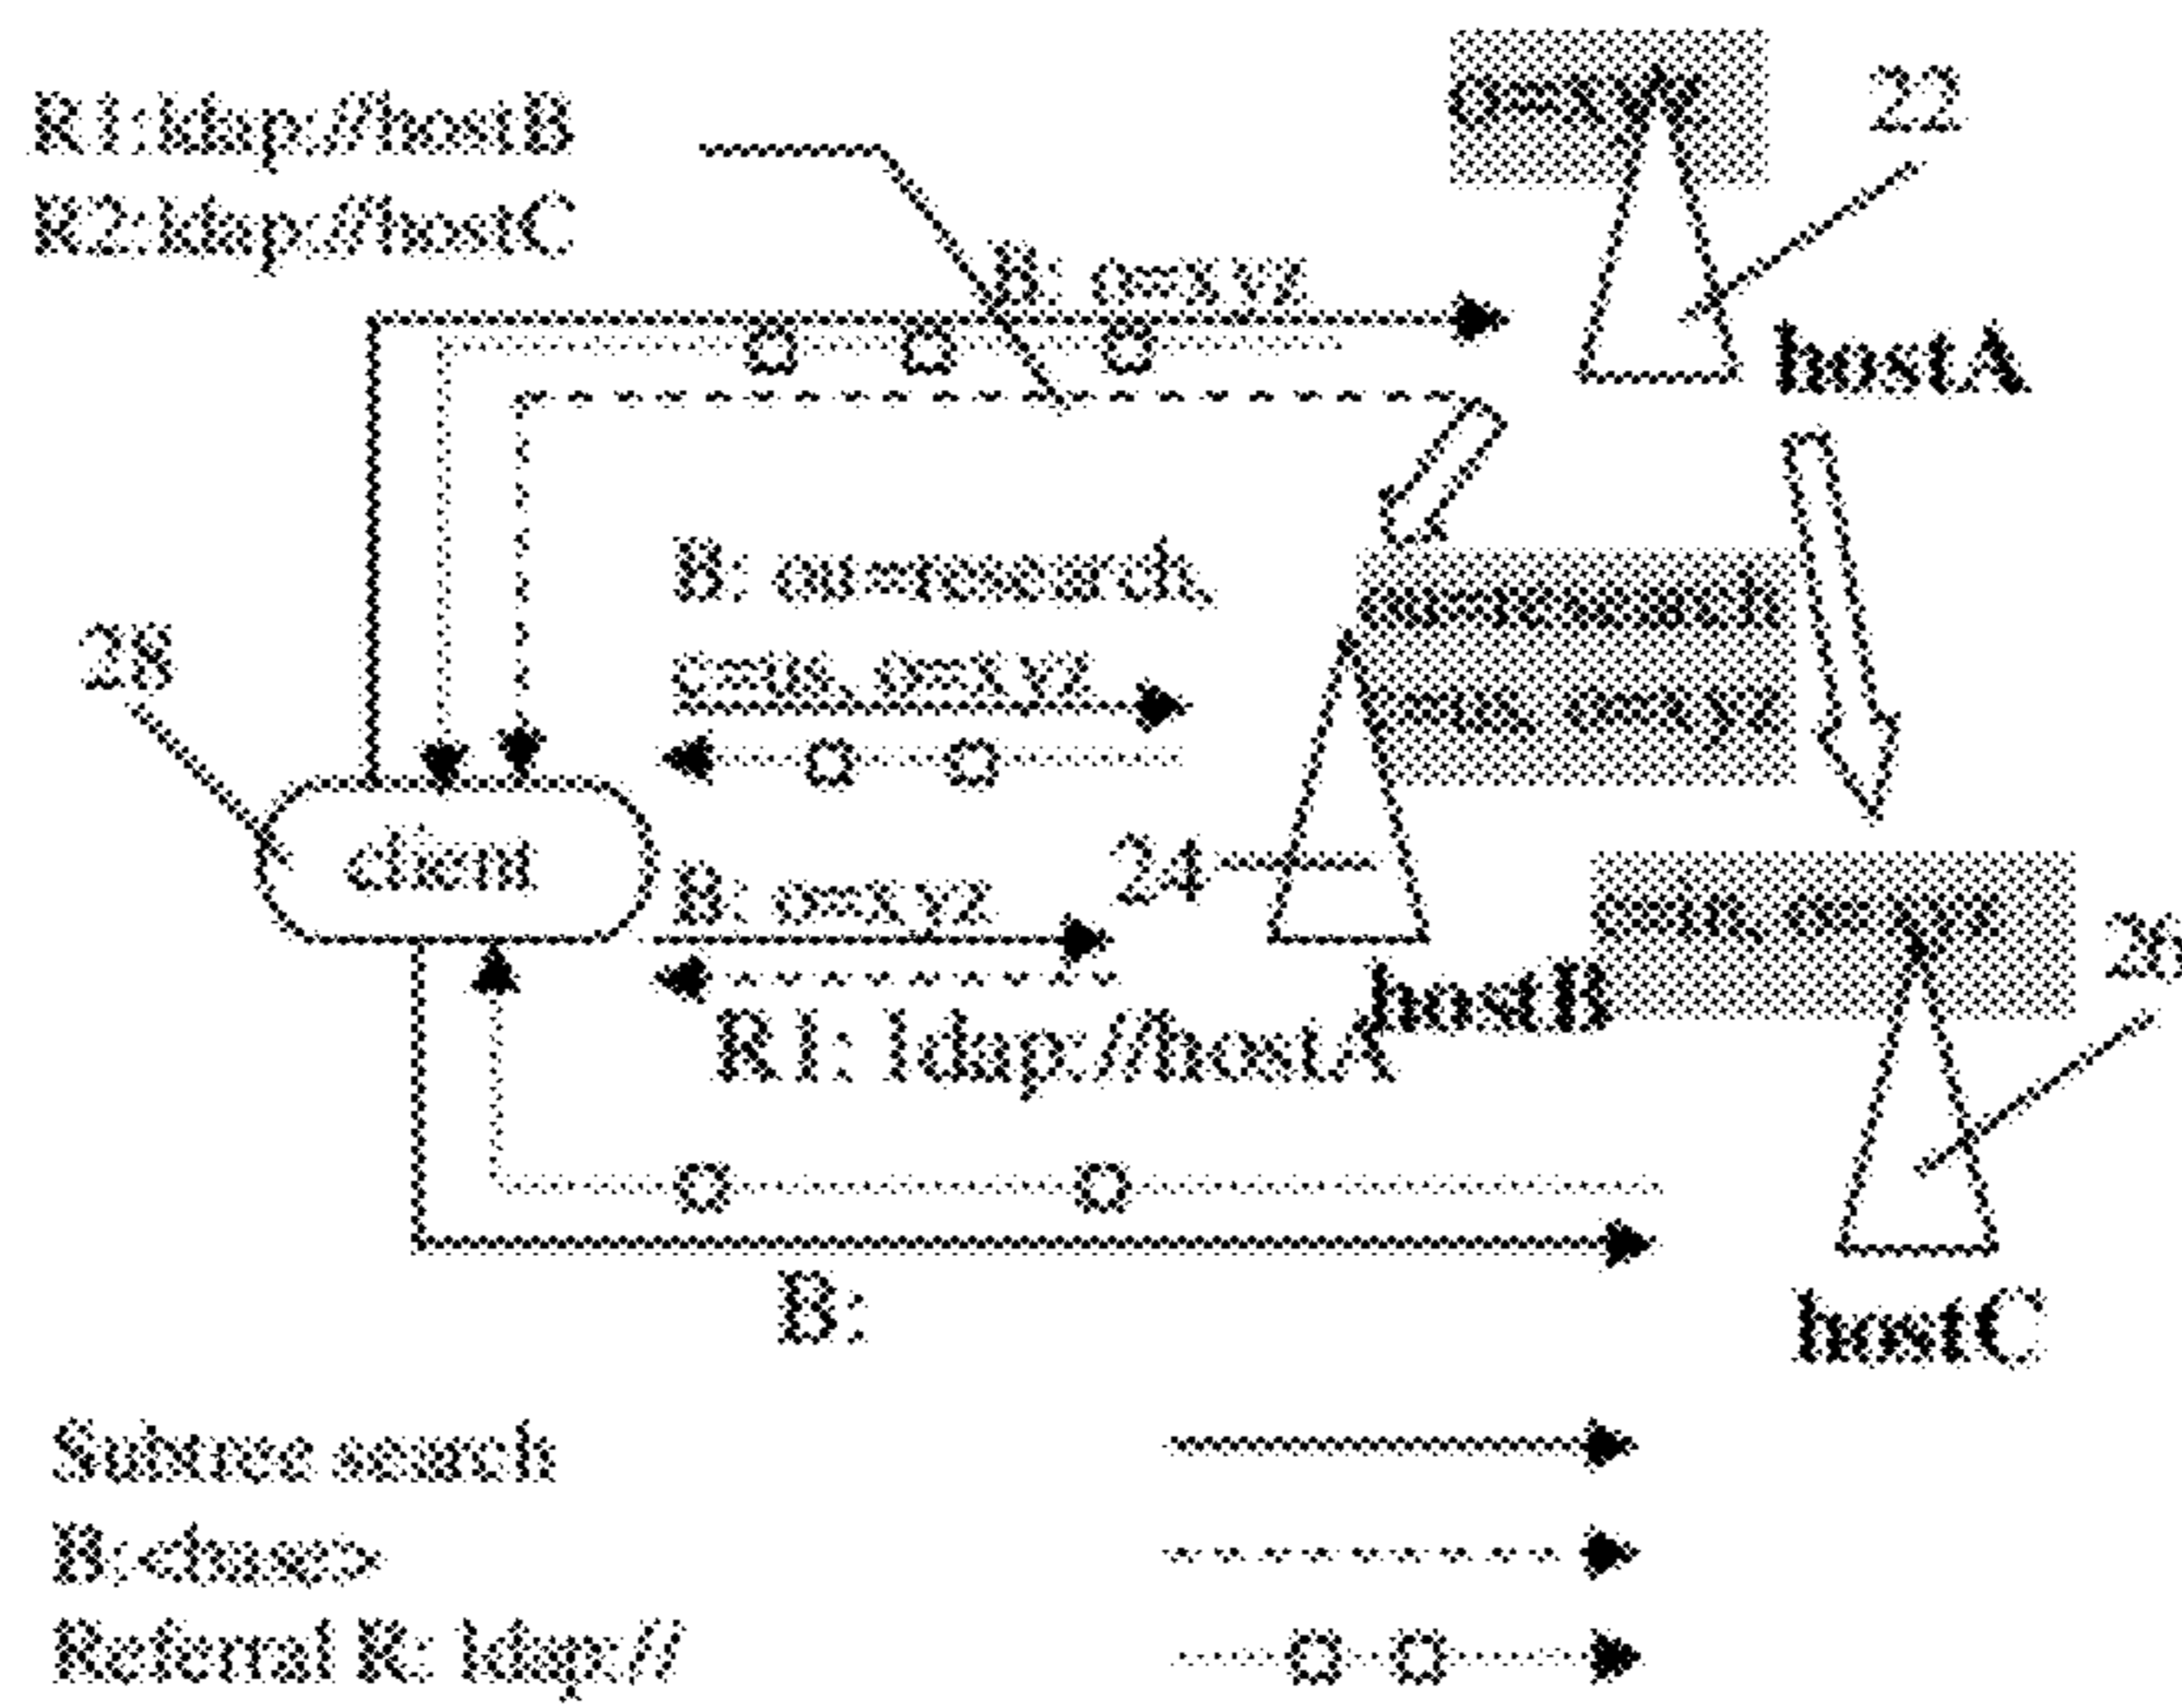 R1:ldap://hostB
R2:ldap://hostC
o=xyz
22
B: o=xyz
hostA
B: ou=research,
c=us, o=xyz
ou=research
c=us, o=xyz
28
client
24
B: o=xyz
hostB
R1: ldap://hostA
o=xyz
26
B:
hostC
Subtree search
B:<base>
Referral R: ldap://